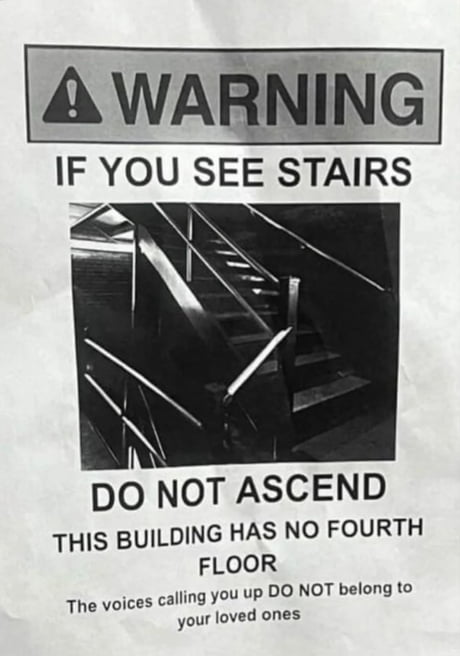 WARNING
IF YOU SEE STAIRS
DO NOT ASCEND
THIS BUILDING HAS NO FOURTH
FLOOR
The voices calling you up DO NOT belong to
your loved ones